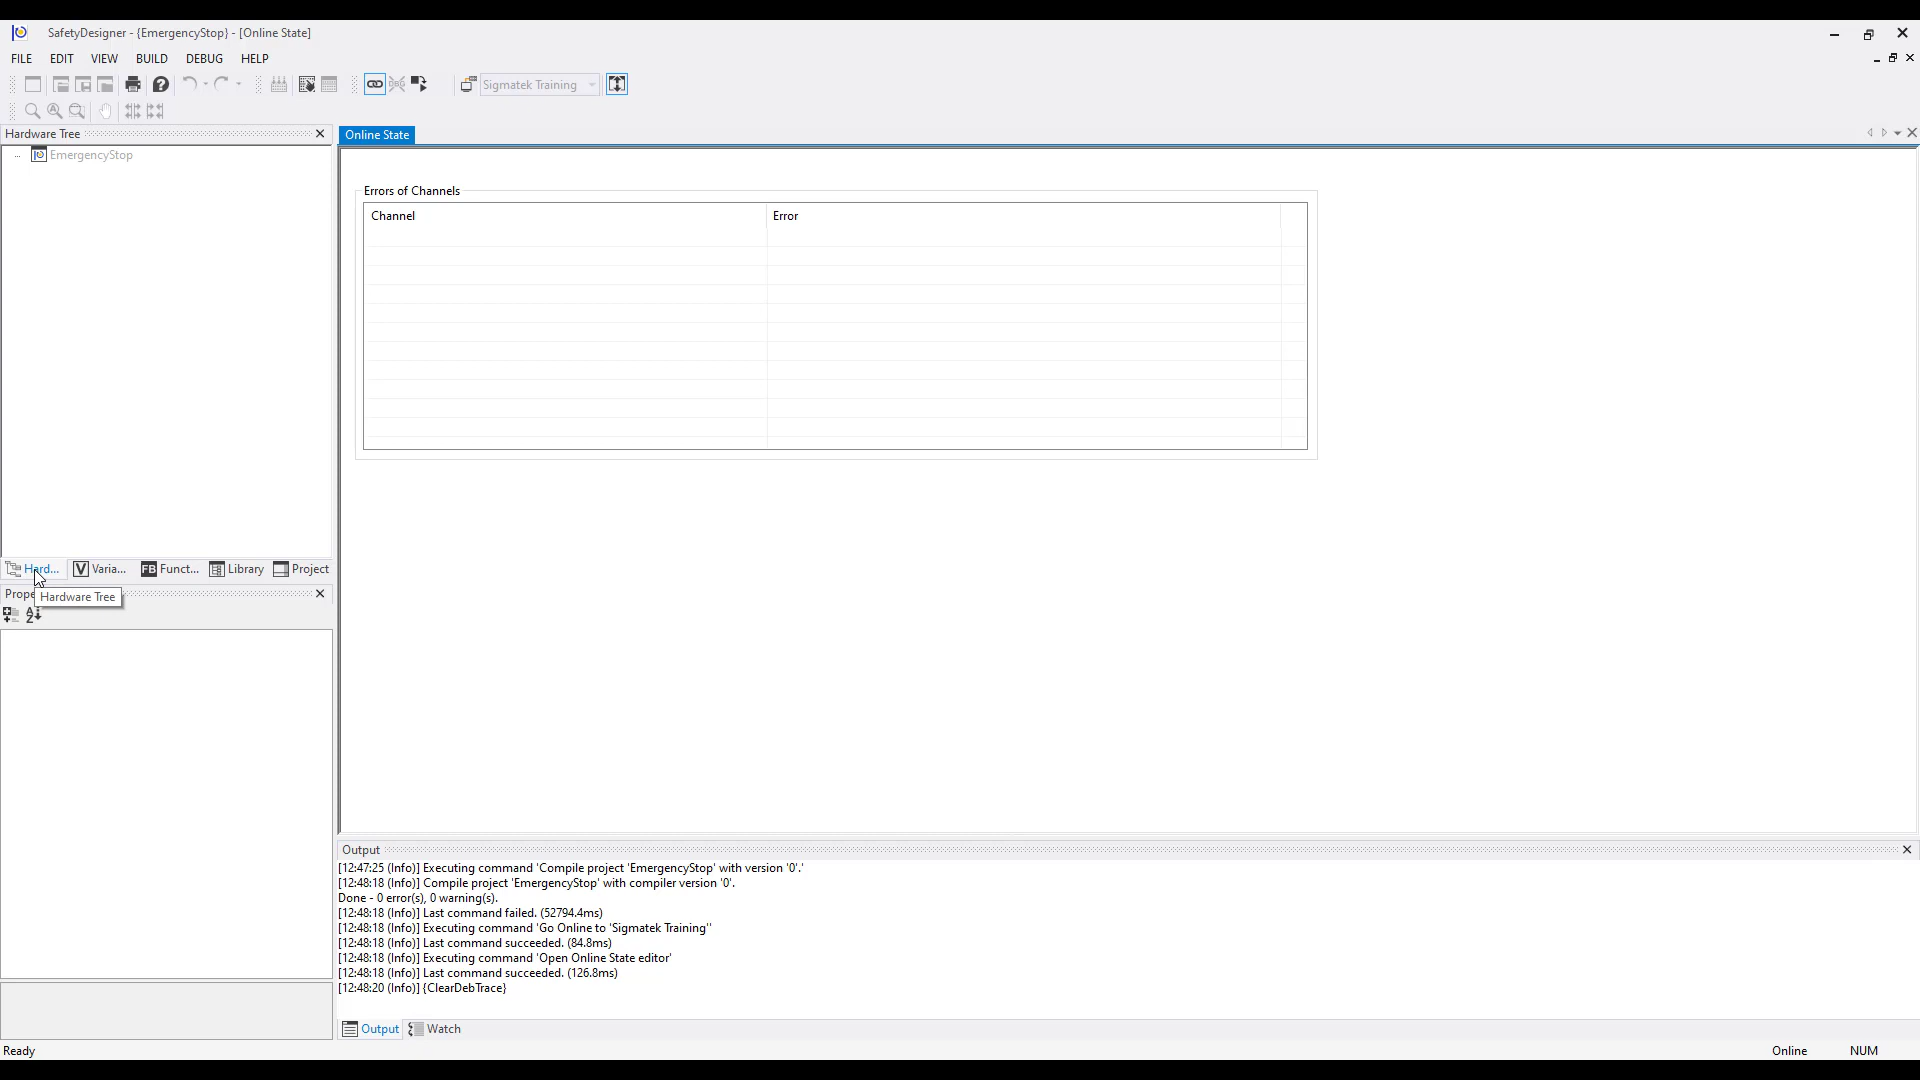 SafetyDesigner - {EmergencyStop} - [Online State]
FILE EDIT VIEW BUILD DEBUG HELP
Sigmatek Training
Hardware Tree
Online State
EmergencyStop
Errors of Channels
Channel Error
Hard... Varia... FB Funct... Library Project
Prope
Hardware Tree
Output
[12:47:25 (Info)] Executing command 'Compile project 'EmergencyStop' with version '0'.'
[12:48:18 (Info)] Compile project 'EmergencyStop' with compiler version '0'.
Done - 0 error(s), 0 warning(s).
[12:48:18 (Info)] Last command failed. (52794.4ms)
[12:48:18 (Info)] Executing command 'Go Online to 'Sigmatek Training''
[12:48:18 (Info)] Last command succeeded. (84.8ms)
[12:48:18 (Info)] Executing command 'Open Online State editor'
[12:48:18 (Info)] Last command succeeded. (126.8ms)
[12:48:20 (Info)] {ClearDebTrace}
Output Watch
Ready Online NUM